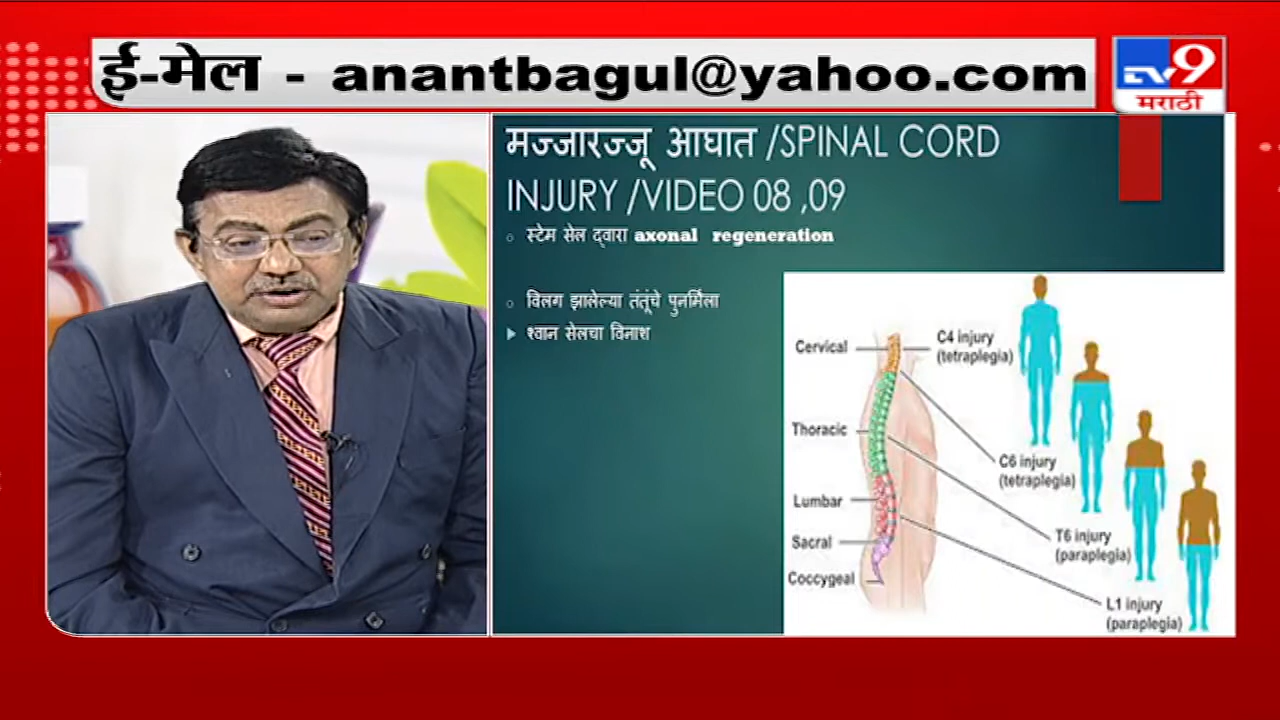 ई-मेल - anantbagul@yahoo.com
TV9
मराठी
मज्जारज्जू आघात /SPINAL CORD
INJURY /VIDEO 08 ,09
स्टेम सेल द्वारा axonal regeneration
विलग झालेल्या तंतूंचे पुनर्मिला
श्वान सेलचा विनाश
Cervical
C4 injury
(tetraplegia)
Thoracic
C6 injury
(tetraplegia)
Lumbar
Sacral
T6 injury
(paraplegia)
Coccygeal
L1 injury
(paraplegia)